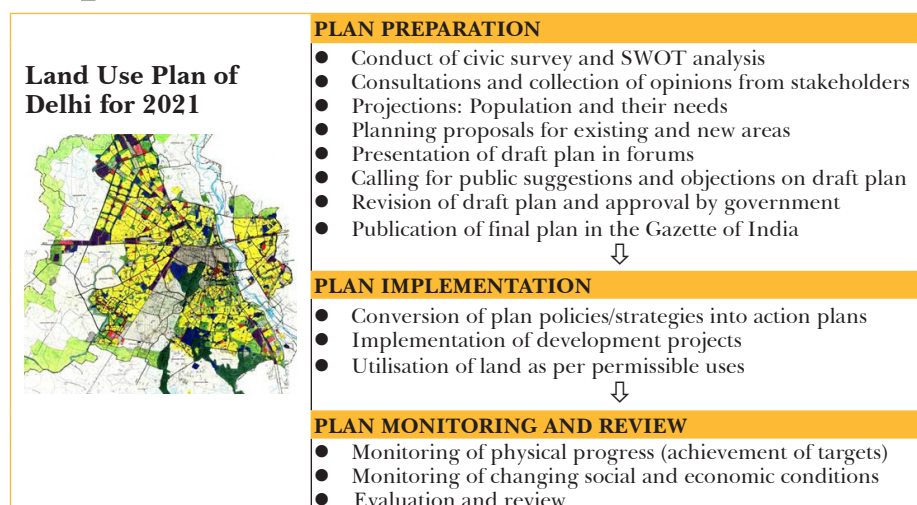 Land Use Plan of
Delhi for 2021
PLAN PREPARATION
● Conduct of civic survey and SWOT analysis
● Consultations and collection of opinions from stakeholders
● Projections: Population and their needs
● Planning proposals for existing and new areas
● Presentation of draft plan in forums
● Calling for public suggestions and objections on draft plan
● Revision of draft plan and approval by government
● Publication of final plan in the Gazette of India
PLAN IMPLEMENTATION
● Conversion of plan policies/strategies into action plans
● Implementation of development projects
● Utilisation of land as per permissible uses
PLAN MONITORING AND REVIEW
● Monitoring of physical progress (achievement of targets)
● Monitoring of changing social and economic conditions
● Evaluation and review